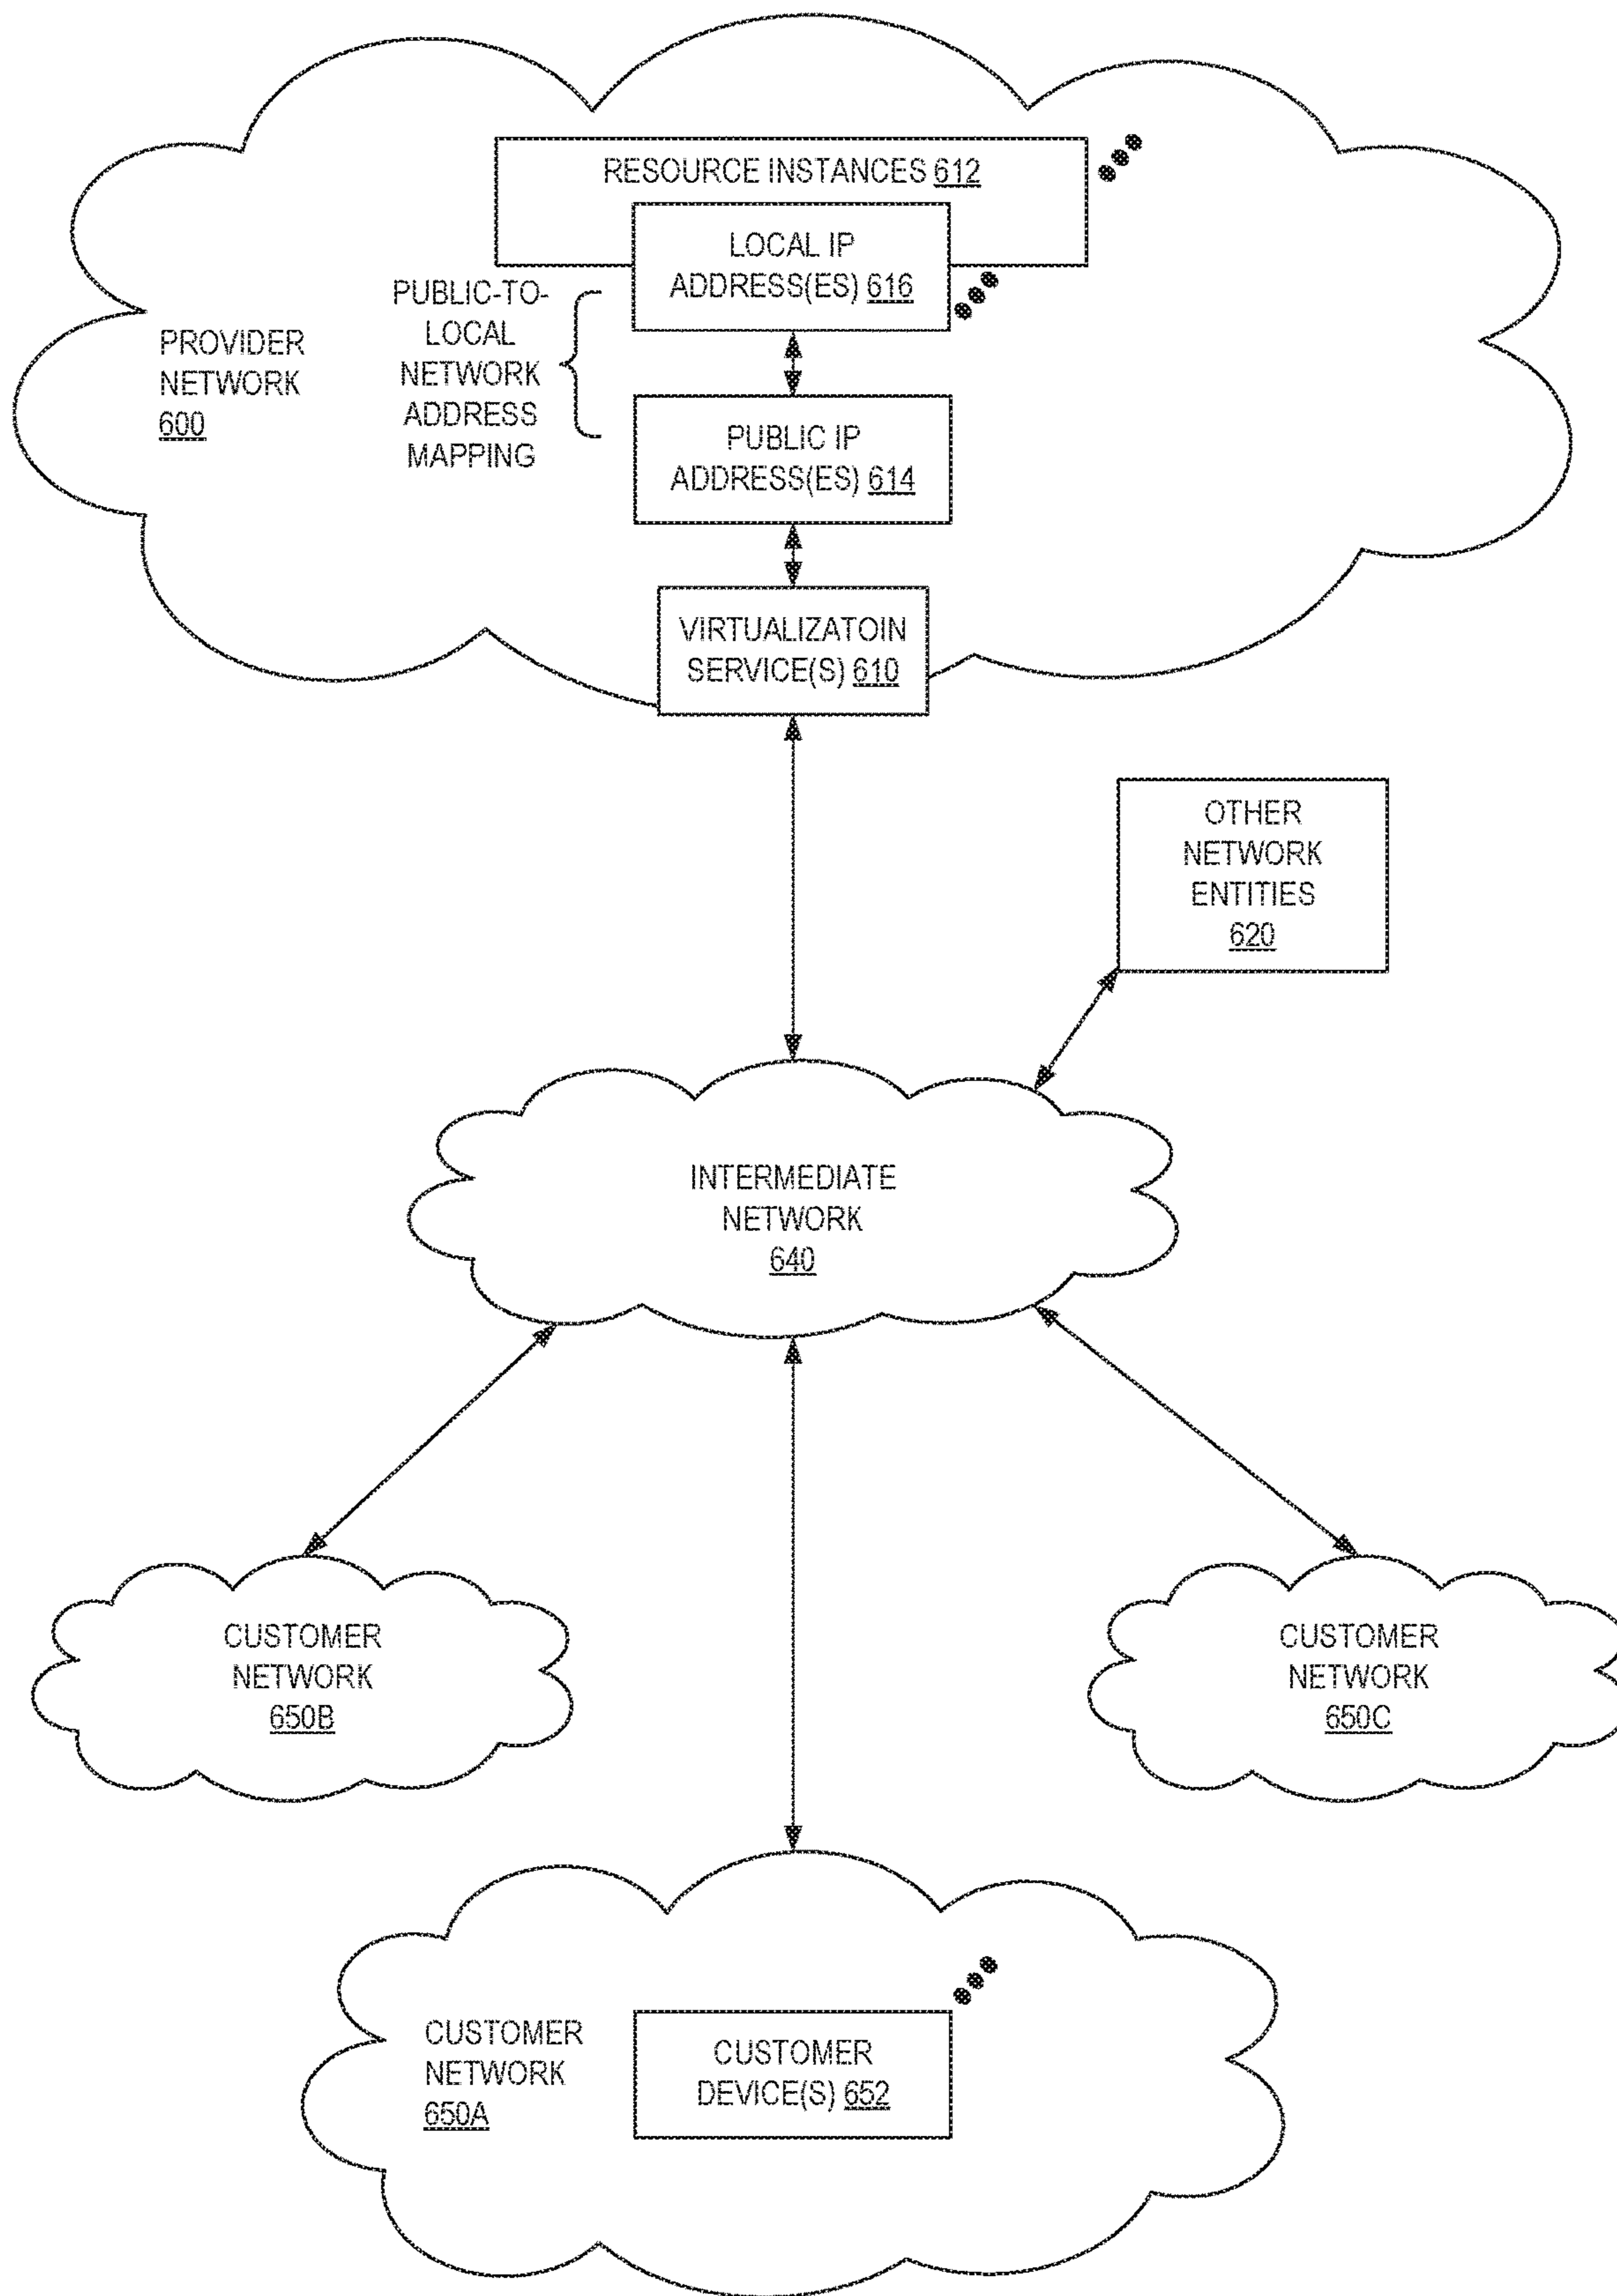 RESOURCE INSTANCES 612
LOCAL IP
ADDRESS(ES) 616
PUBLIC-TO-
LOCAL
NETWORK
ADDRESS
MAPPING
PROVIDER
NETWORK
600
PUBLIC IP
ADDRESS(ES) 614
VIRTUALIZATOIN
SERVICE(S) 610
OTHER
NETWORK
ENTITIES
620
INTERMEDIATE
NETWORK
640
CUSTOMER
NETWORK
650B
CUSTOMER
NETWORK
650C
CUSTOMER
NETWORK
650A
CUSTOMER
DEVICE(S) 652